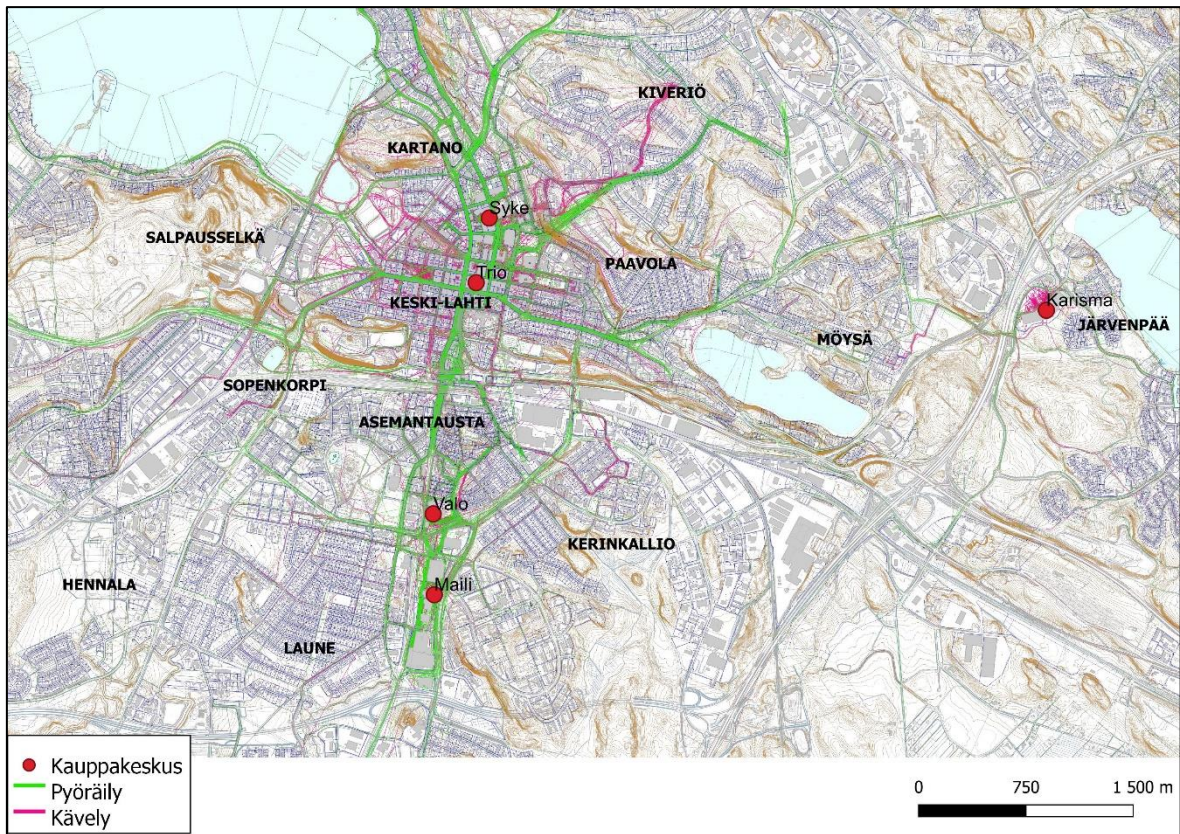 KIVERIÖ
KARTANO
Syke
SALPAUSSELKÄ
PAAVOLA
Trio
KESKI-LAHTI
Karisma
JÄRVENPÄÄ
MÖYSÄ
SOPENKORPI
ASEMANTAUSTA
Valo
KERINKALLIO
HENNALA
Maili
LAUNE
Kauppakeskus
Pyöräily
Kävely
0 750 1 500 m